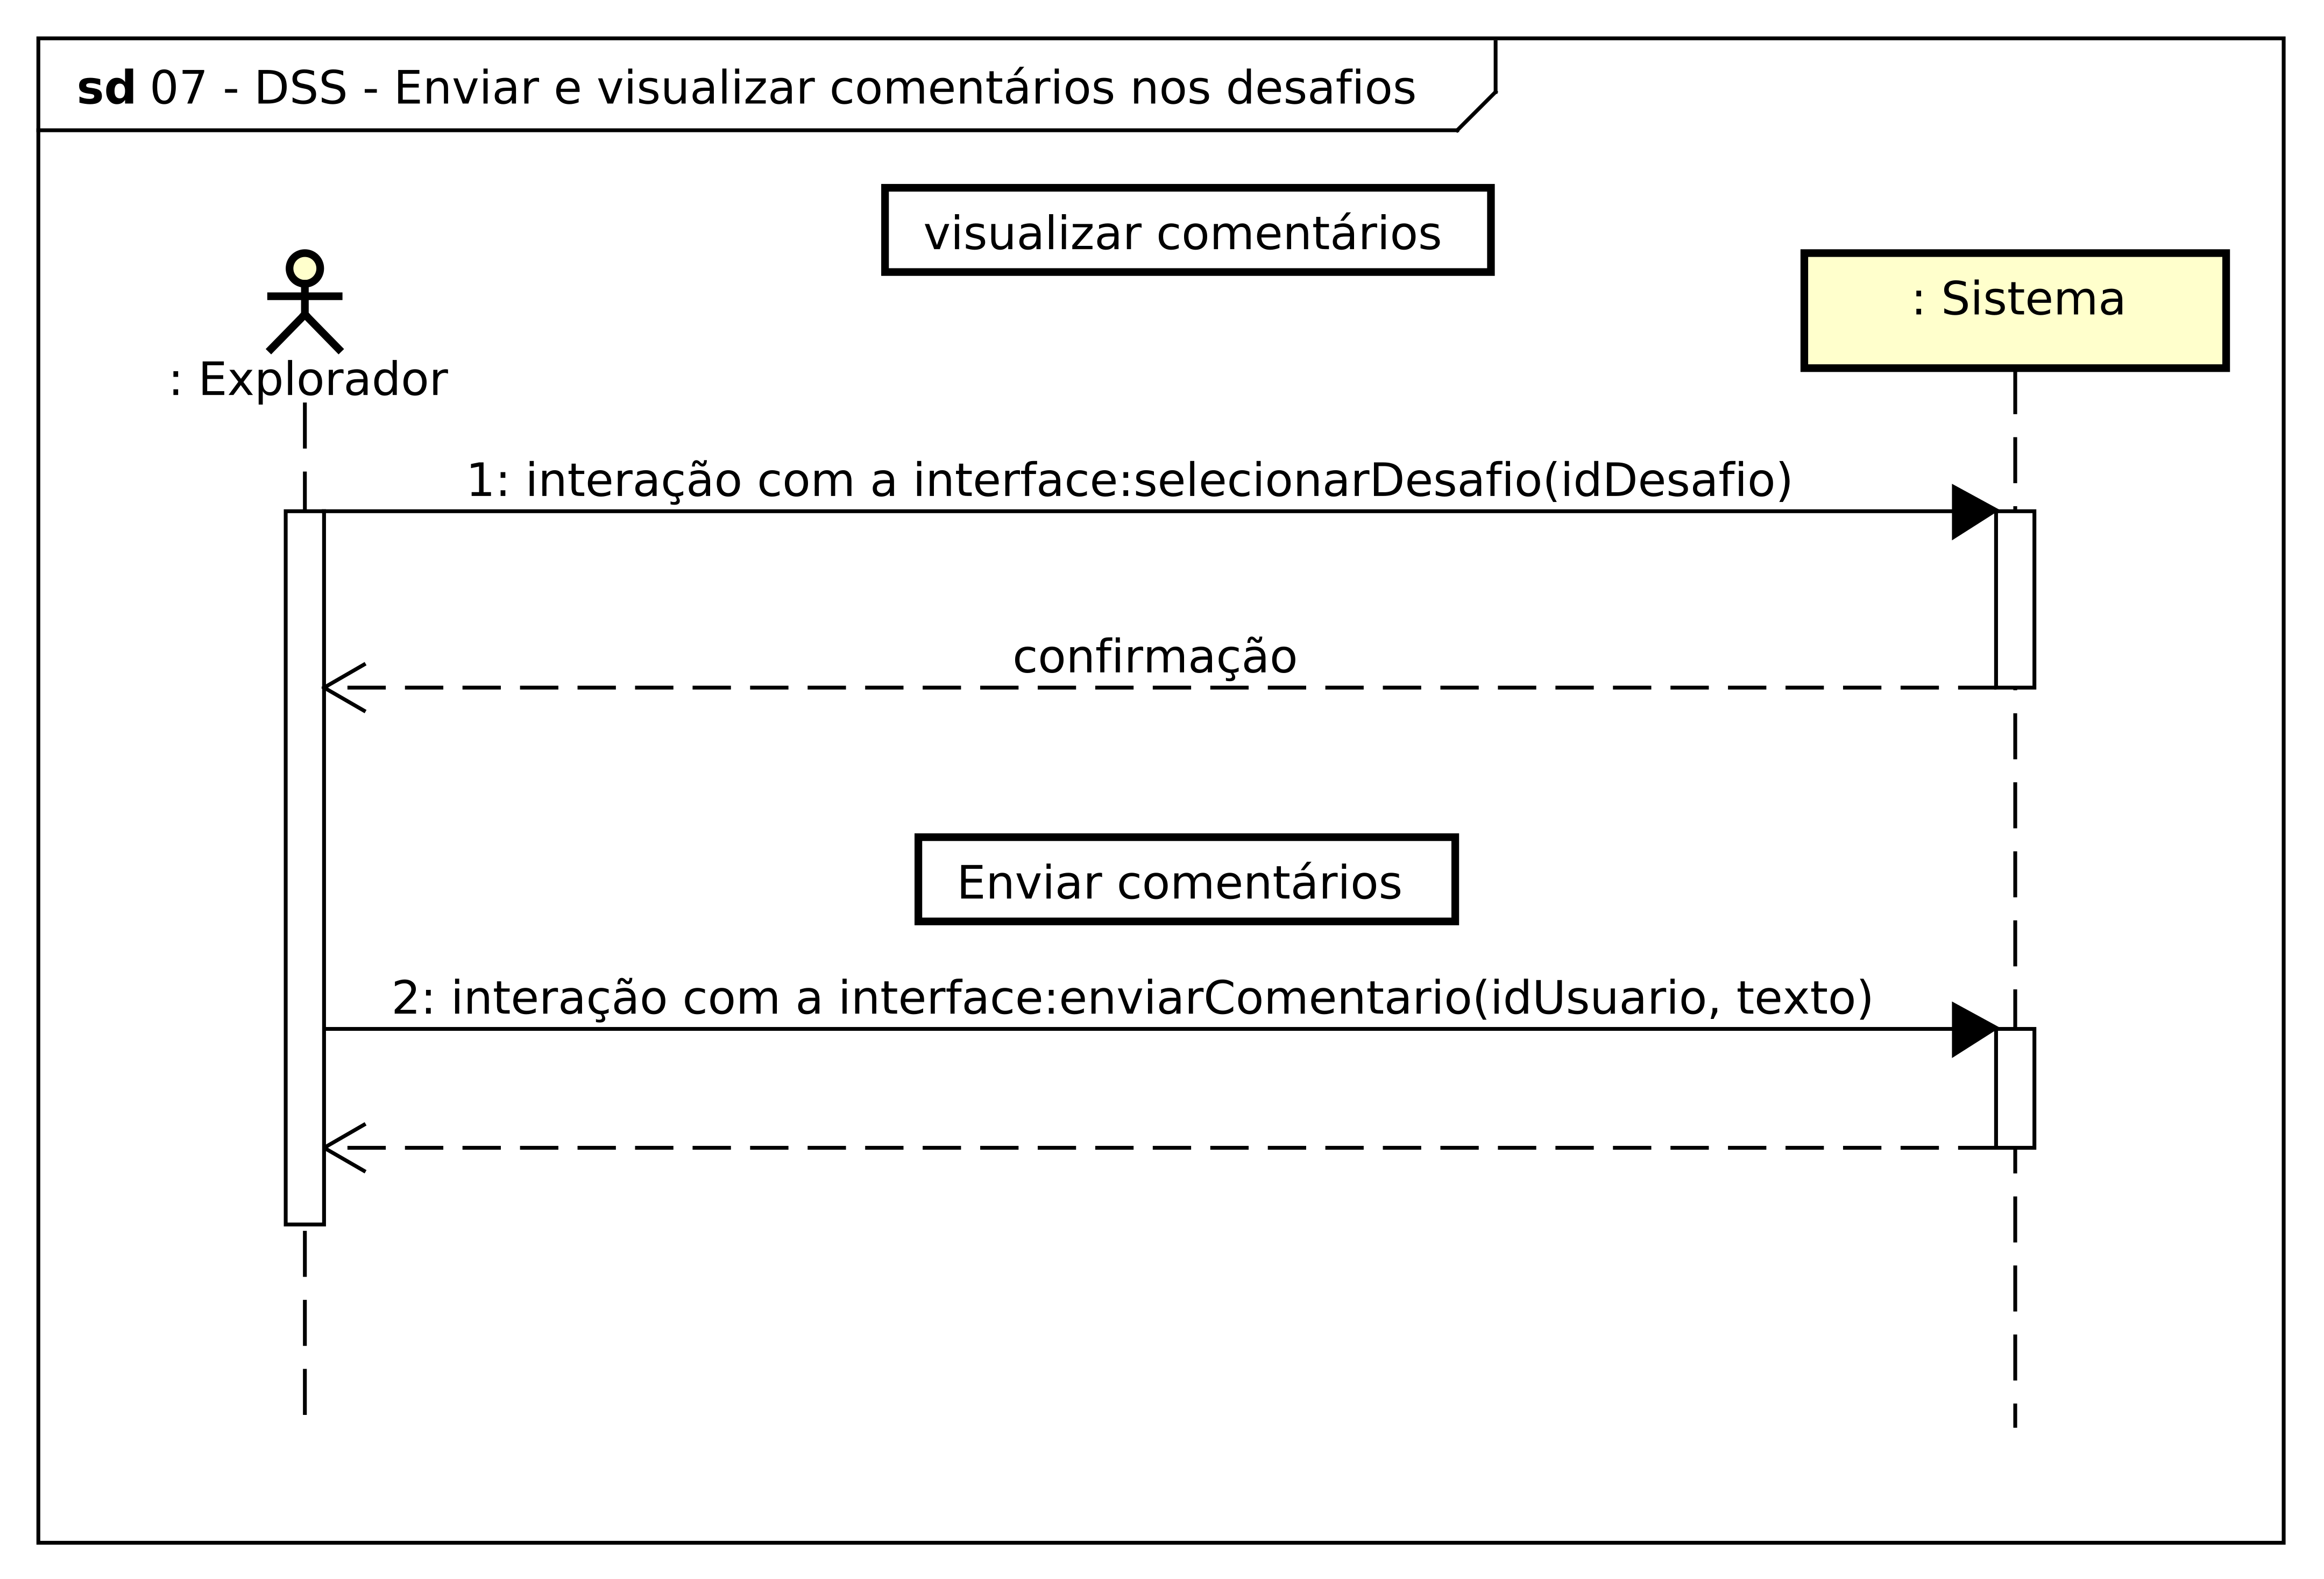 sd 07 - DSS - Enviar e visualizar comentários nos desafios
visualizar comentários
: Sistema
: Explorador
1: interação com a interface:selecionarDesafio(idDesafio)
confirmação
Enviar comentários
2: interação com a interface:enviarComentario(idUsuario, texto)